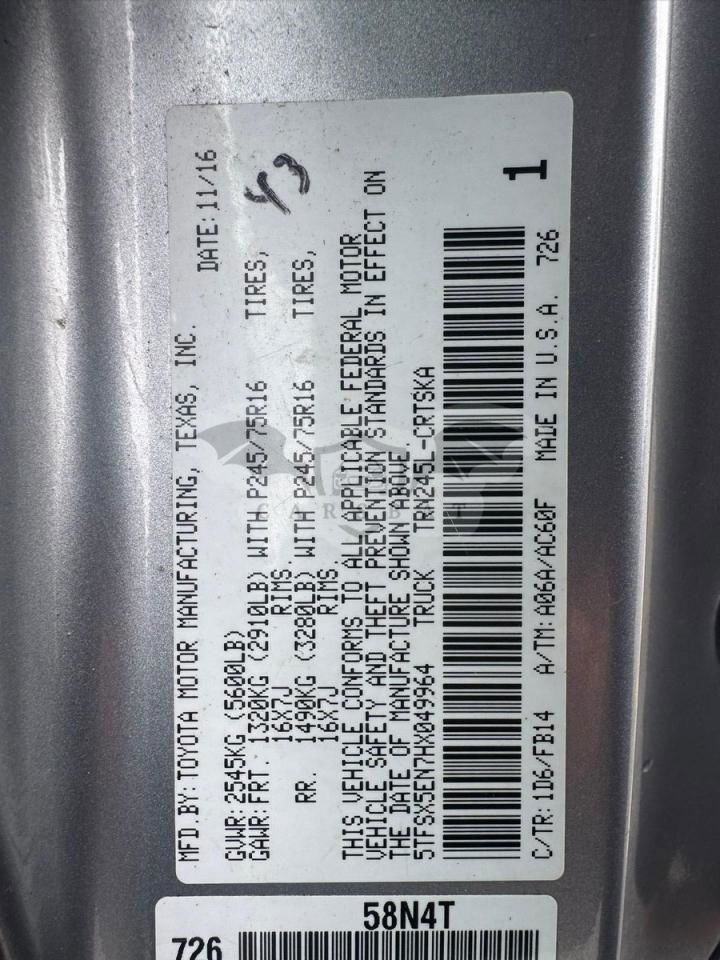 MFD.BY:TOYOTA MOTOR MANUFACTURING, TEXAS, INC.
DATE:11/16
GVWR:2545KG(5600LB)
GAWR:FRT. 1320KG (2910LB) WITH P245/75R16 TIRES,
16X7J RIMS.
RR. 1490KG (3280LB) WITH P245/75R16 TIRES,
16X7J RIMS.
43
THIS VEHICLE CONFORMS TO ALL APPLICABLE FEDERAL MOTOR
VEHICLE SAFETY AND THEFT PREVENTION STANDARDS IN EFFECT ON
THE DATE OF MANUFACTURE SHOWN ABOVE.
5TFSX5EN7HX049964 TRUCK TRN245L-CRTSKA
C/TR:1D6/FB14 A/TM:A06A/AC60F MADE IN U.S.A. 726
1
58N4T
726
CARSBAT